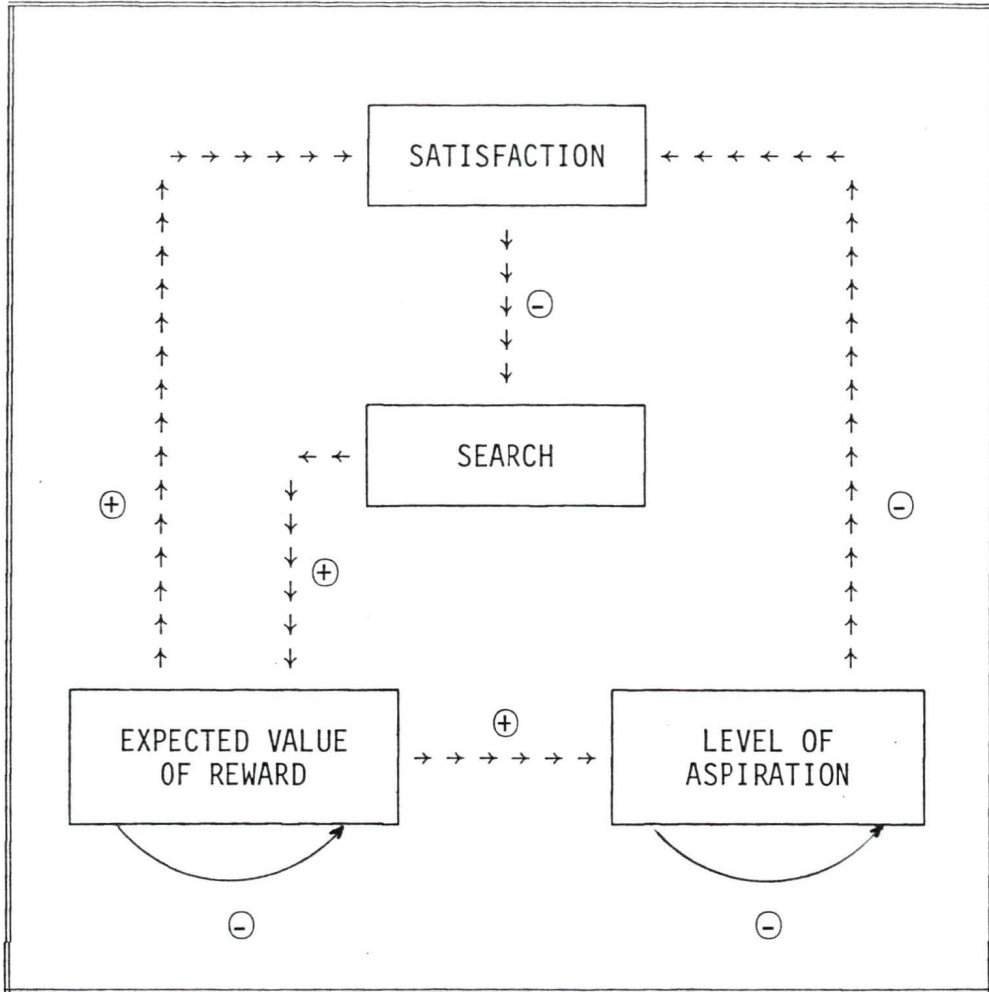 SATISFACTION
-
SEARCH
+
-
+
+
EXPECTED VALUE
OF REWARD
LEVEL OF
ASPIRATION
-
-